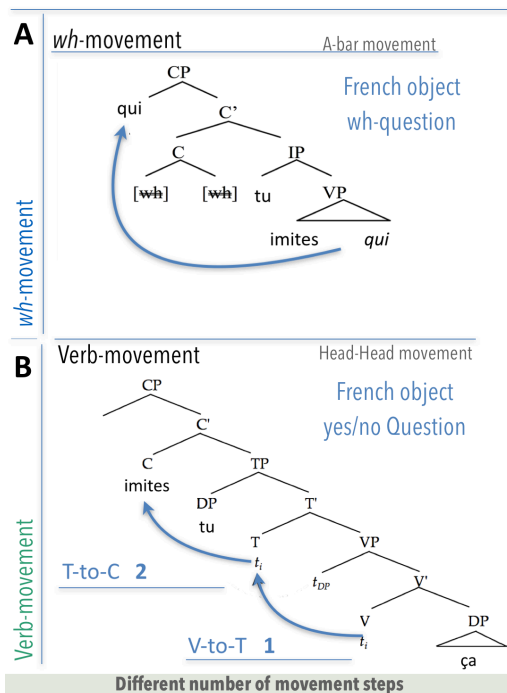 A
wh-movement
A-bar movement
CP
French object
wh-question
qui
C’
C
IP
[wh]
[wh]
tu
VP
imites
qui
wh-movement
B
Verb-movement
Head-Head movement
CP
French object
yes/no Question
C'
C
TP
imites
DP
T'
tu
T
VP
ti
T-to-C 2
tDP
V'
V
DP
V-to-T 1
ti
ça
Verb-movement
Different number of movement steps